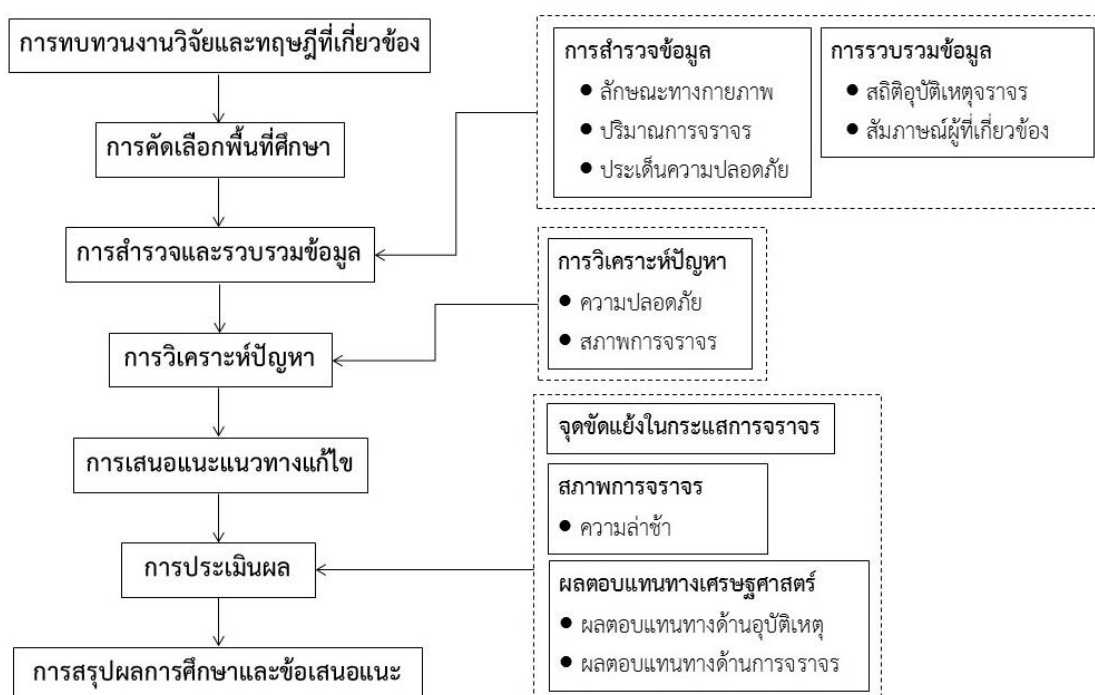 การทบทวนงานวิจัยและทฤษฎีที่เกี่ยวข้อง
การคัดเลือกพื้นที่ศึกษา
การสำรวจและรวบรวมข้อมูล
การวิเคราะห์ปัญหา
การเสนอแนะแนวทางแก้ไข
การประเมินผล
การสรุปผลการศึกษาและข้อเสนอแนะ
การสำรวจข้อมูล
● ลักษณะทางกายภาพ
● ปริมาณการจราจร
● ประเด็นความปลอดภัย
การรวบรวมข้อมูล
● สถิติอุบัติเหตุจราจร
● สัมภาษณ์ผู้ที่เกี่ยวข้อง
การวิเคราะห์ปัญหา
● ความปลอดภัย
● สภาพการจราจร
จุดขัดแย้งในกระแสการจราจร
สภาพการจราจร
● ความล่าช้า
ผลตอบแทนทางเศรษฐศาสตร์
● ผลตอบแทนทางด้านอุบัติเหตุ
● ผลตอบแทนทางด้านการจราจร